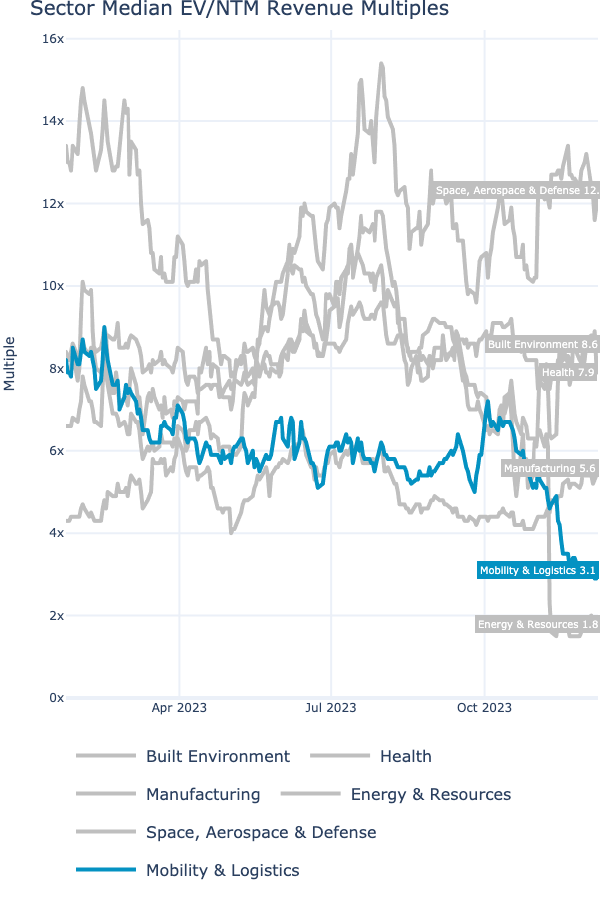 Sector Median EV/NTM Revenue Multiples
16x
14x
12x
10x
8x
6x
4x
2x
0x
Multiple
Space, Aerospace & Defense 12.
Built Environment 8.6
Health 7.9
Manufacturing 5.6
Mobility & Logistics 3.1
Energy & Resources 1.8
Apr 2023
Jul 2023
Oct 2023
Built Environment
Health
Manufacturing
Energy & Resources
Space, Aerospace & Defense
Mobility & Logistics